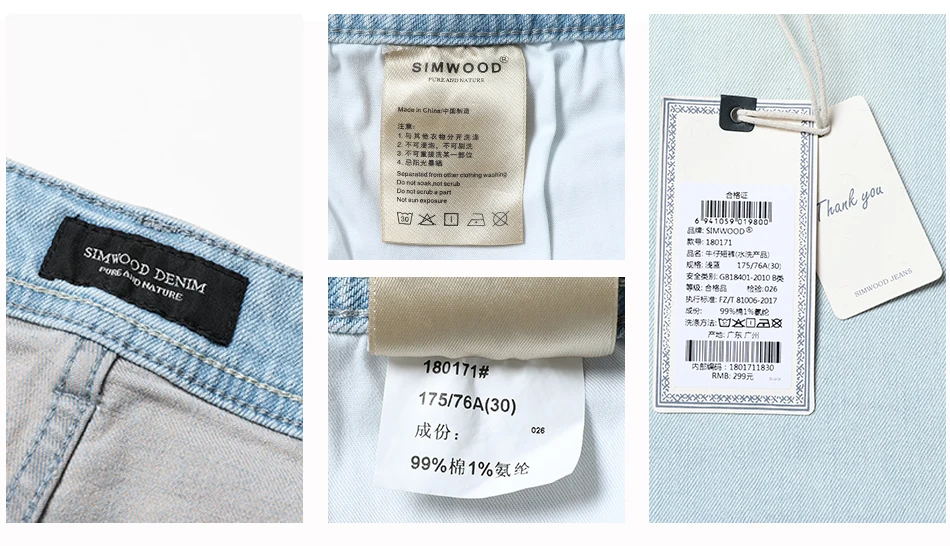 SIMWOOD DENIM
PURE AND NATURE
SIMWOOD®
PURE AND NATURE
Made in China/中国制造
注意:
1. 与其他衣物分开洗涤
2. 不可浸泡，不可刷洗
3. 不可重接洗某一部位
4. 忌阳光暴晒
Separated from other clothing washing
Do not soak,not scrub
Do not scrub a part
Not sun exposure
30
180171#
175/76A(30)
成份:
026
99%棉1%氨纶
合格证
6 941059 019800
品牌: SIMWOOD®
款号: 180171
品名: 牛仔短裤(水洗产品)
规格: 浅蓝 175/76A(30)
安全类别: GB18401-2010 B类
等级: 合格品 检验:026
执行标准: FZ/T 81006-2017
成份: 99%棉1%氨纶
洗涤方法:
产地: 广东 广州
内部编码: 1801711830
RMB: 299元
Thank you
SIMWOOD JEANS